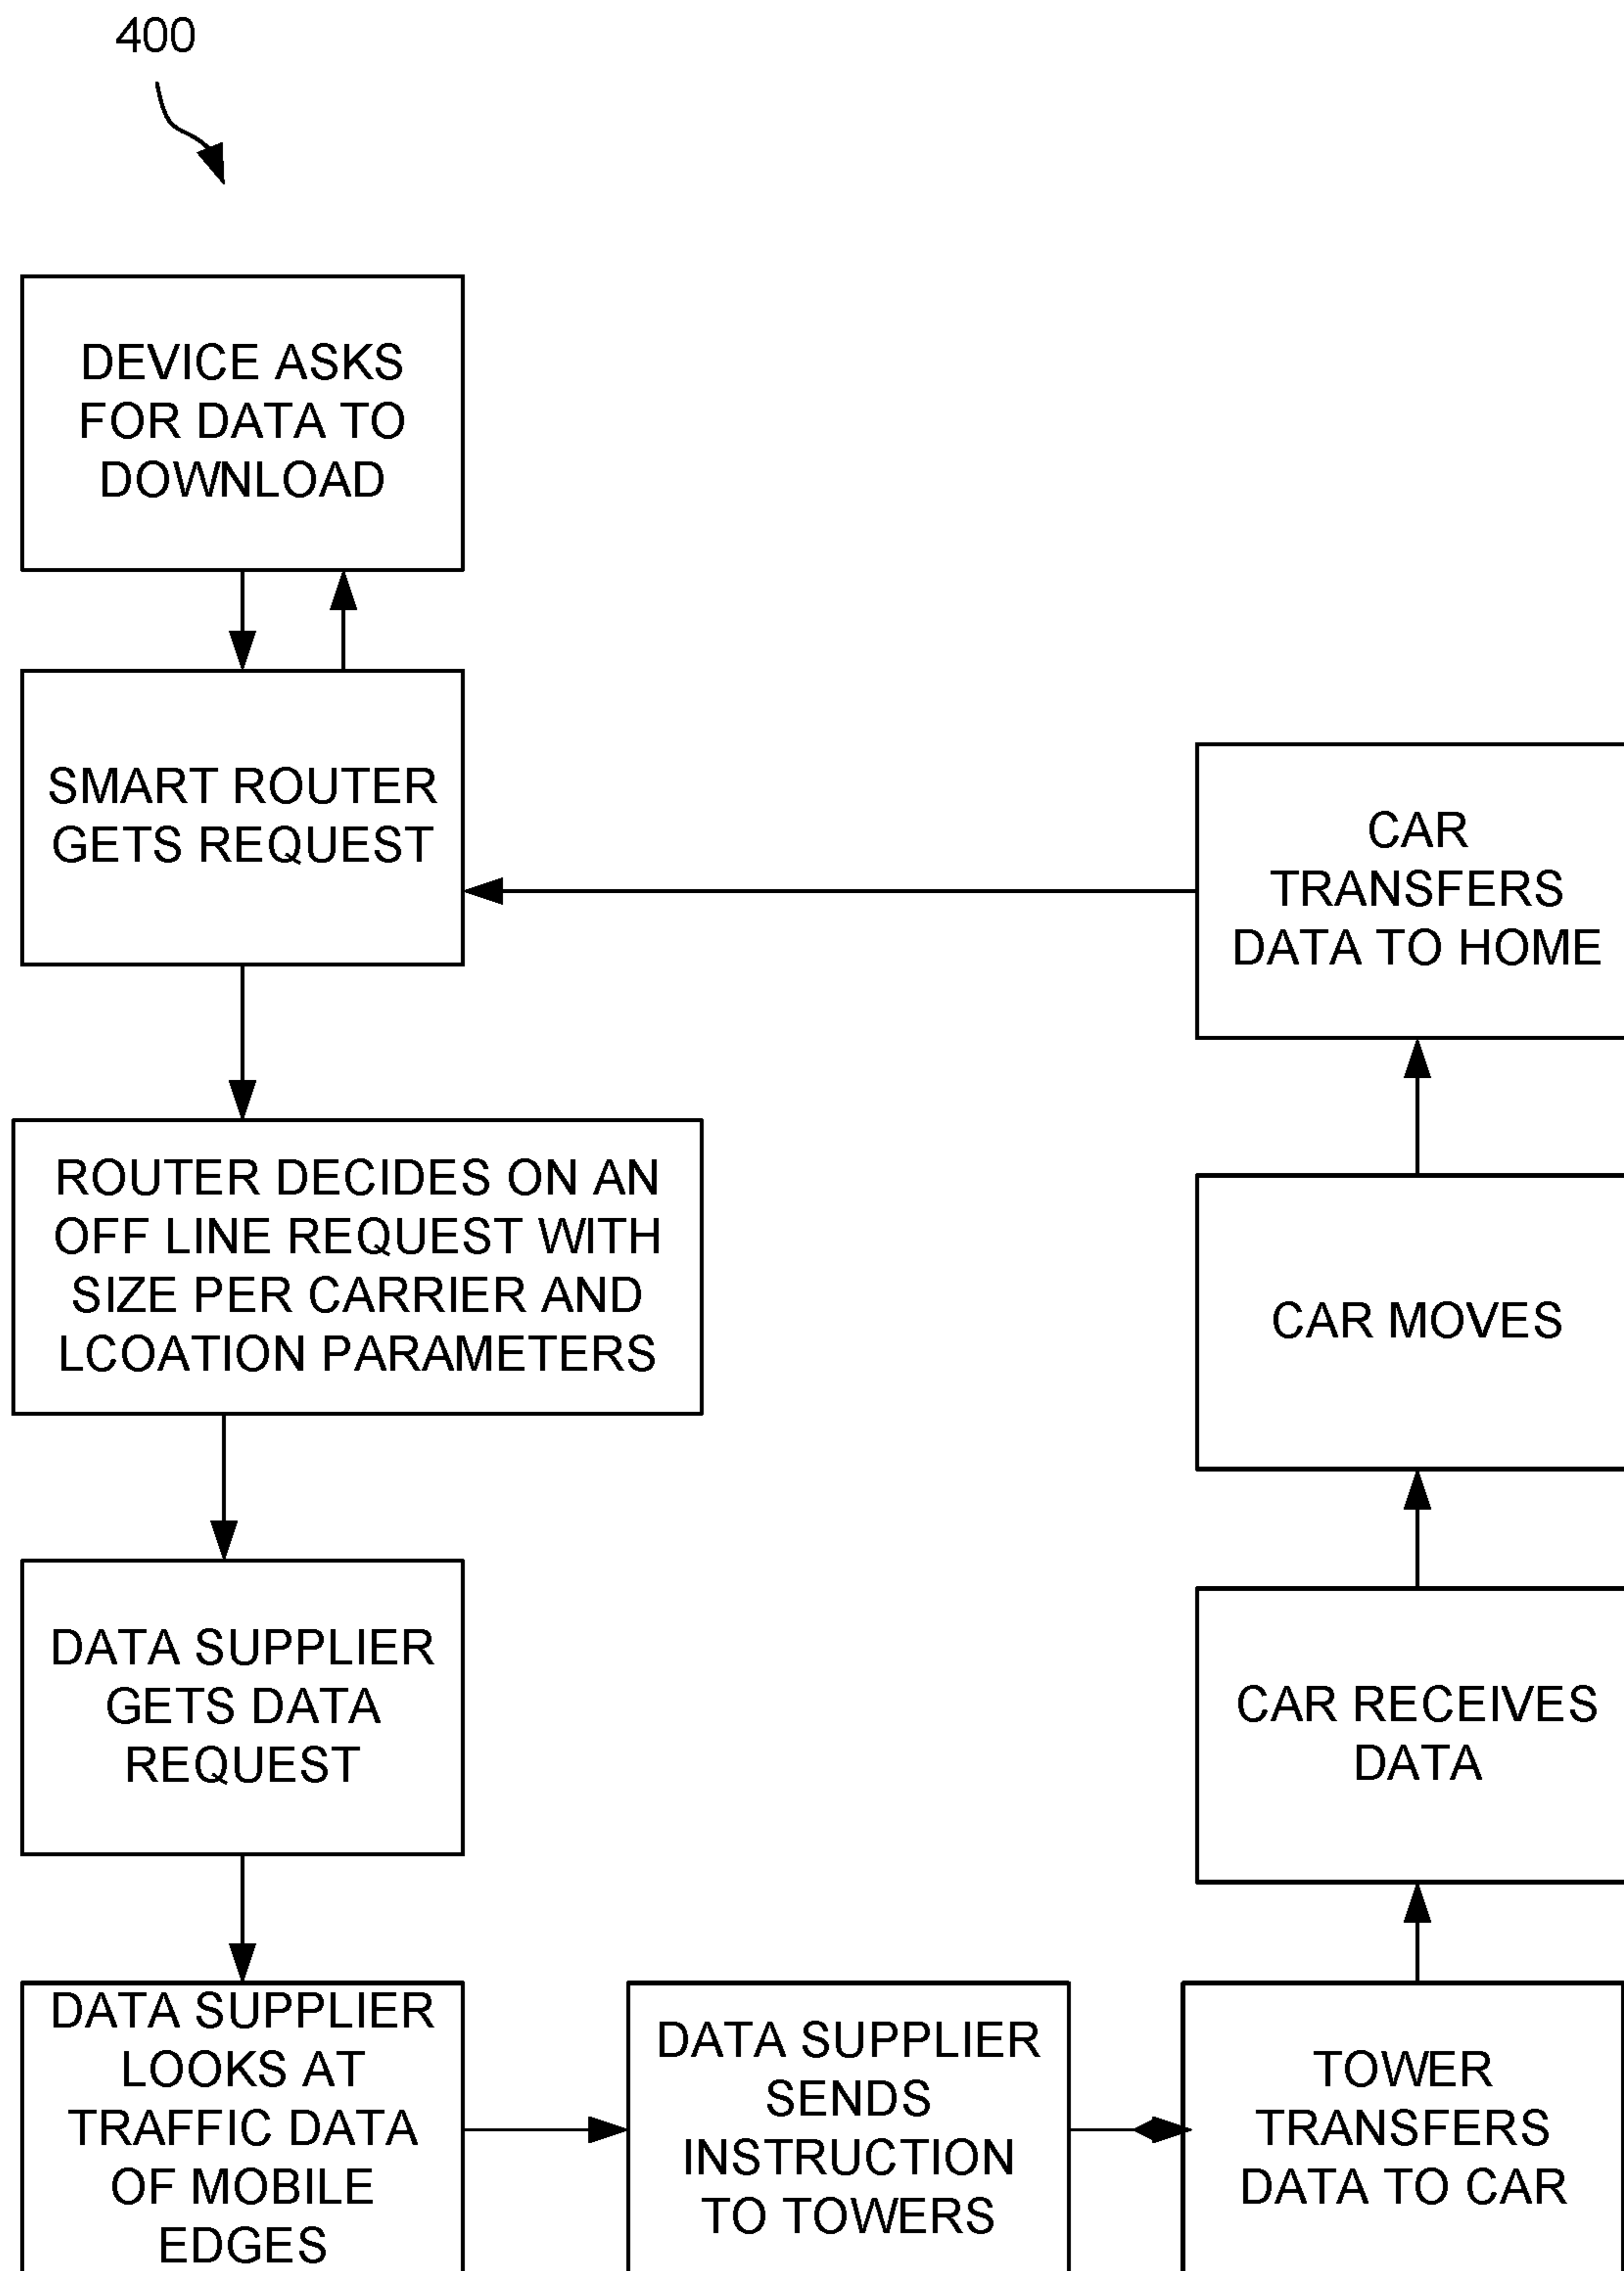 400
DEVICE ASKS
FOR DATA TO
DOWNLOAD
SMART ROUTER
GETS REQUEST
CAR
TRANSFERS
DATA TO HOME
ROUTER DECIDES ON AN
OFF LINE REQUEST WITH
SIZE PER CARRIER AND
LCOATION PARAMETERS
CAR MOVES
DATA SUPPLIER
GETS DATA
REQUEST
CAR RECEIVES
DATA
DATA SUPPLIER
LOOKS AT
TRAFFIC DATA
OF MOBILE
EDGES
DATA SUPPLIER
SENDS
INSTRUCTION
TO TOWERS
TOWER
TRANSFERS
DATA TO CAR